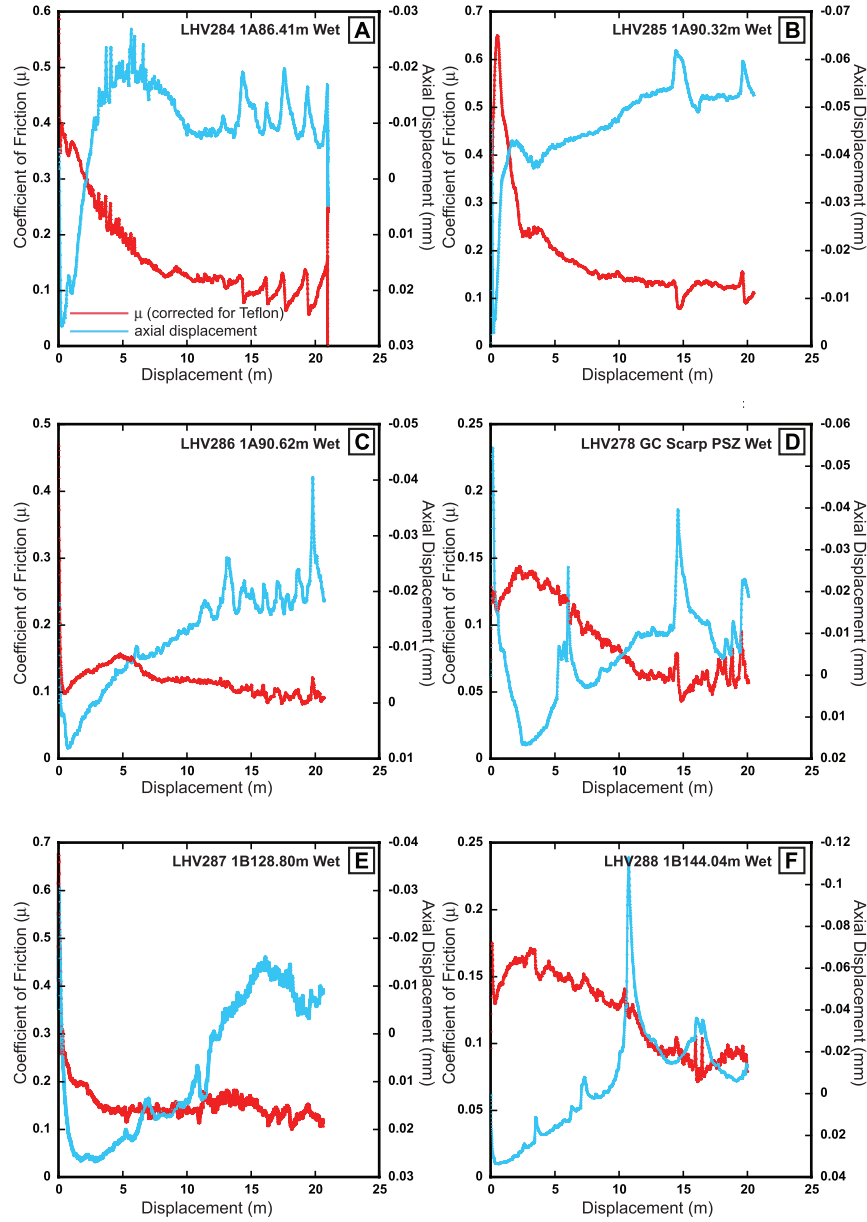 LHV284 1A86.41m Wet A
0.6
0.5
0.4
0.3
0.2
0.1
0
-0.03
-0.02
-0.01
0
0.01
0.02
0.03
0 5 10 15 20 25
Coefficient of Friction (μ)
Axial Displacement (mm)
Displacement (m)
μ (corrected for Teflon)
axial displacement
LHV285 1A90.32m Wet B
0.7
0.6
0.5
0.4
0.3
0.2
0.1
0
-0.07
-0.06
-0.05
-0.04
-0.03
-0.02
-0.01
0
0 5 10 15 20 25
Coefficient of Friction (μ)
Axial Displacement (mm)
Displacement (m)
:
LHV286 1A90.62m Wet C
0.5
0.4
0.3
0.2
0.1
0
-0.05
-0.04
-0.03
-0.02
-0.01
0
0.01
0 5 10 15 20 25
Coefficient of Friction (μ)
Axial Displacement (mm)
Displacement (m)
LHV278 GC Scarp PSZ Wet D
0.25
0.2
0.15
0.1
0.05
0
-0.06
-0.05
-0.04
-0.03
-0.02
-0.01
0
0.01
0.02
0 5 10 15 20 25
Coefficient of Friction (μ)
Axial Displacement (mm)
Displacement (m)
LHV287 1B128.80m Wet E
0.7
0.6
0.5
0.4
0.3
0.2
0.1
0
-0.04
-0.03
-0.02
-0.01
0
0.01
0.02
0.03
0 5 10 15 20 25
Coefficient of Friction (μ)
Axial Displacement (mm)
Displacement (m)
LHV288 1B144.04m Wet F
0.25
0.2
0.15
0.1
0.05
0
-0.12
-0.1
-0.08
-0.06
-0.04
-0.02
0
0.02
0.04
0 5 10 15 20 25
Coefficient of Friction (μ)
Axial Displacement (mm)
Displacement (m)